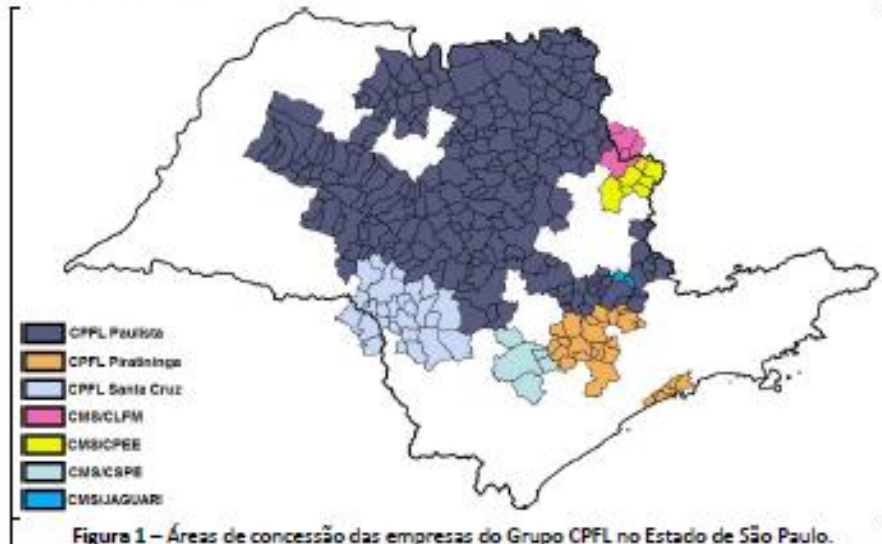 CPFL Paulista
CPFL Piratininga
CPFL Santa Cruz
CMS/CLFM
CMS/CPEE
CMS/CSPE
CMS/JAGUARI
Figura 1 – Áreas de concessão das empresas do Grupo CPFL no Estado de São Paulo.